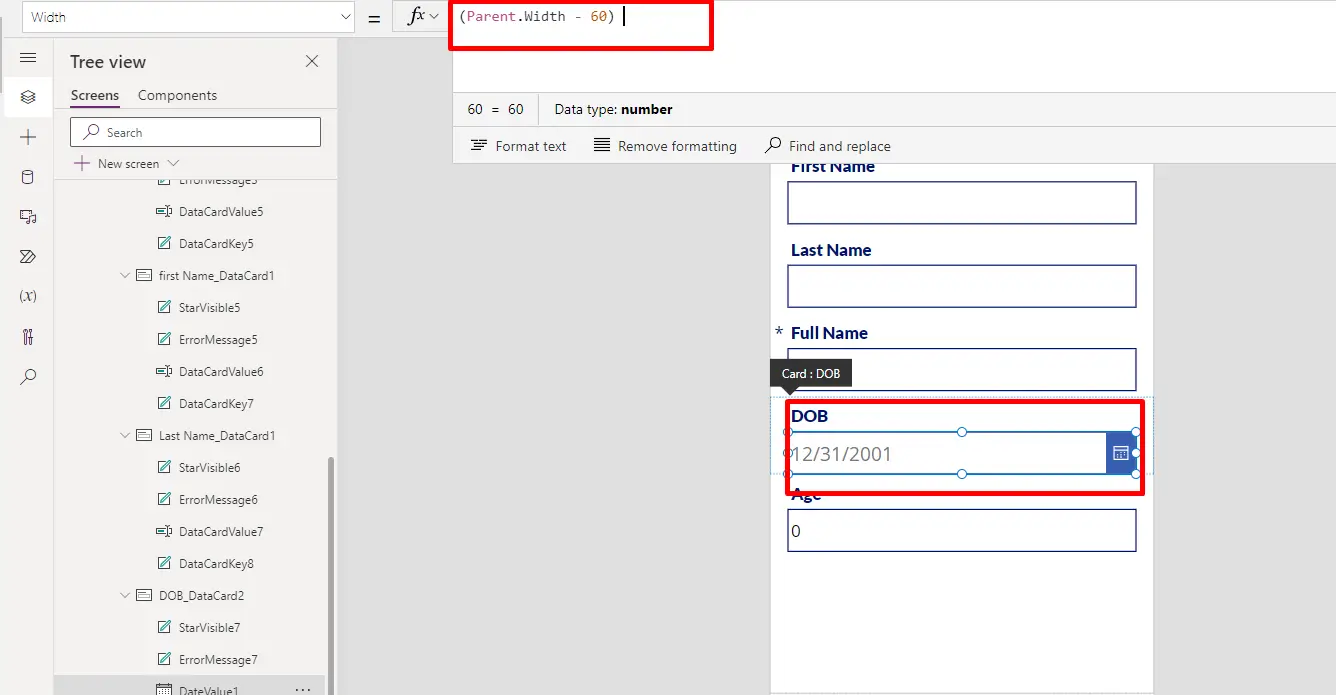 Width
=
fx
(Parent.Width - 60)
Tree view
Screens Components
Search
New screen
ErrorMessage3
DataCardValue5
DataCardKey5
first Name_DataCard1
StarVisible5
ErrorMessage5
DataCardValue6
DataCardKey7
Last Name_DataCard1
StarVisible6
ErrorMessage6
DataCardValue7
DataCardKey8
DOB_DataCard2
StarVisible7
ErrorMessage7
DateValue1 ...
(x)
60 = 60 Data type: number
Format text Remove formatting Find and replace
First Name
Last Name
* Full Name
Card : DOB
DOB
12/31/2001
Age
0